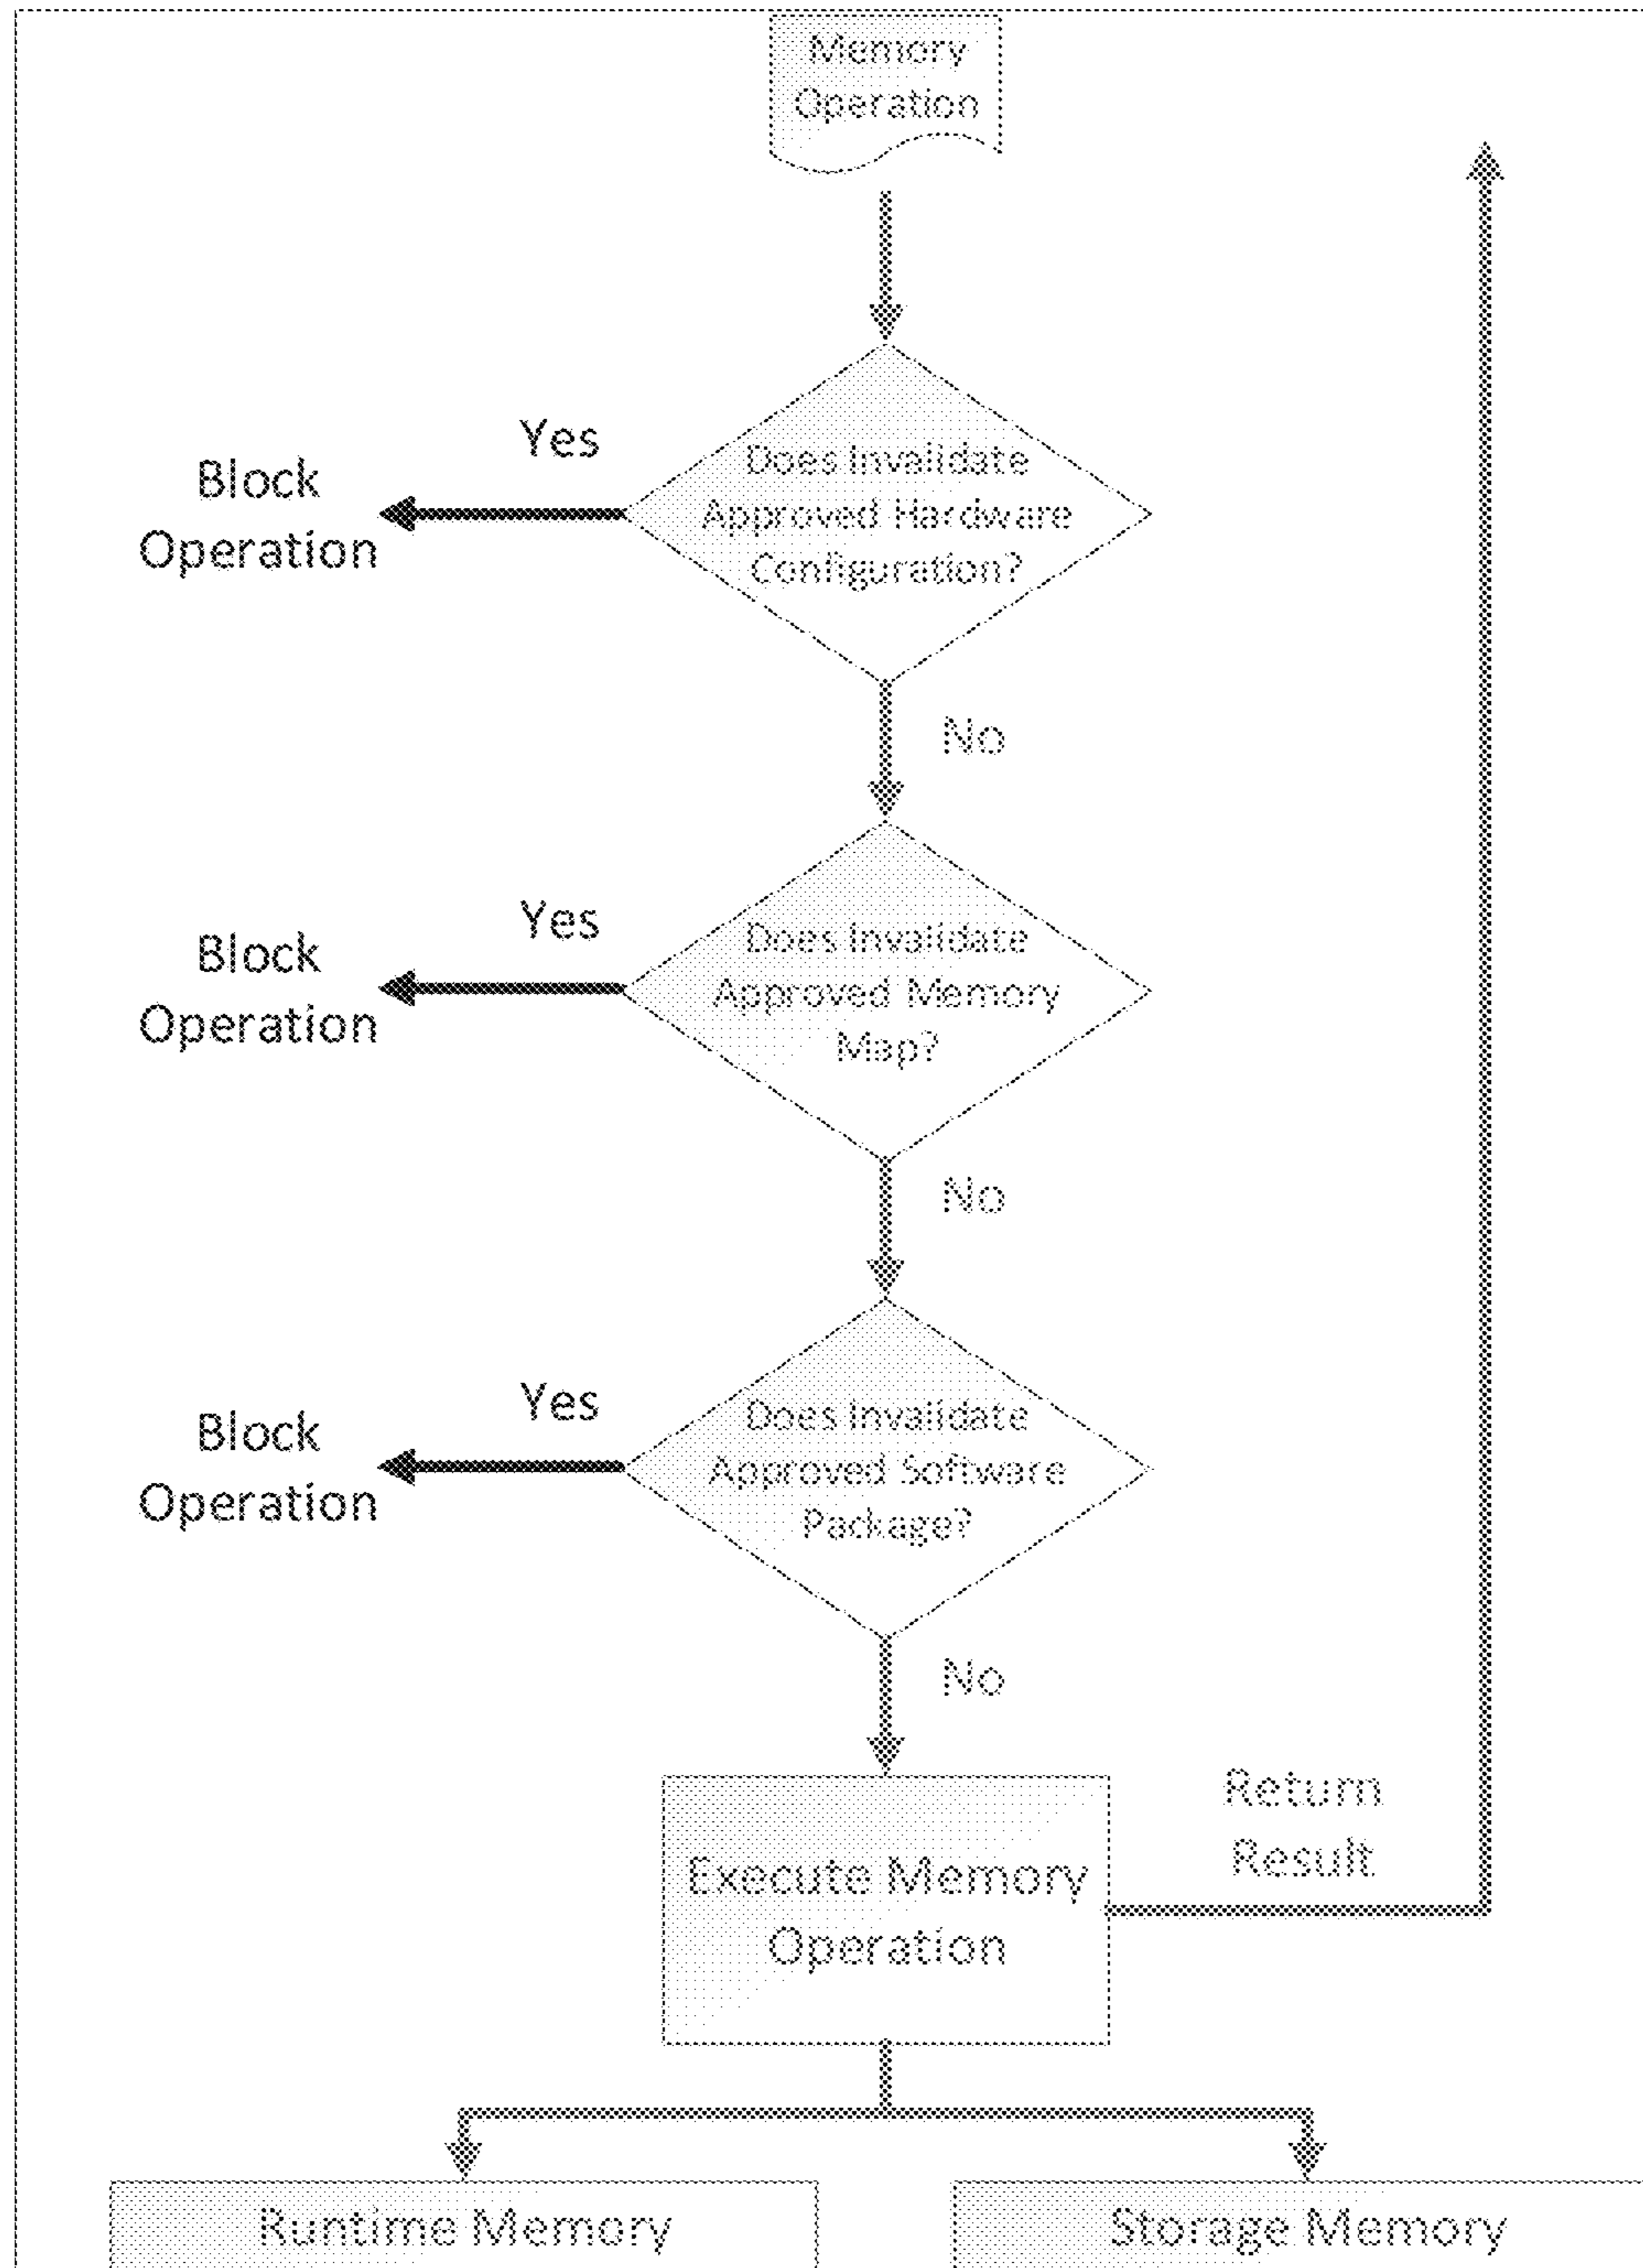 Memory
Operation
Yes
Block
Operation
Does Invalidate
Approved Hardware
Configuration?
No
Yes
Block
Operation
Does Invalidate
Approved Memory
Map?
No
Yes
Block
Operation
Does Invalidate
Approved Software
Package?
No
Return
Result
Execute Memory
Operation
Runtime Memory
Storage Memory